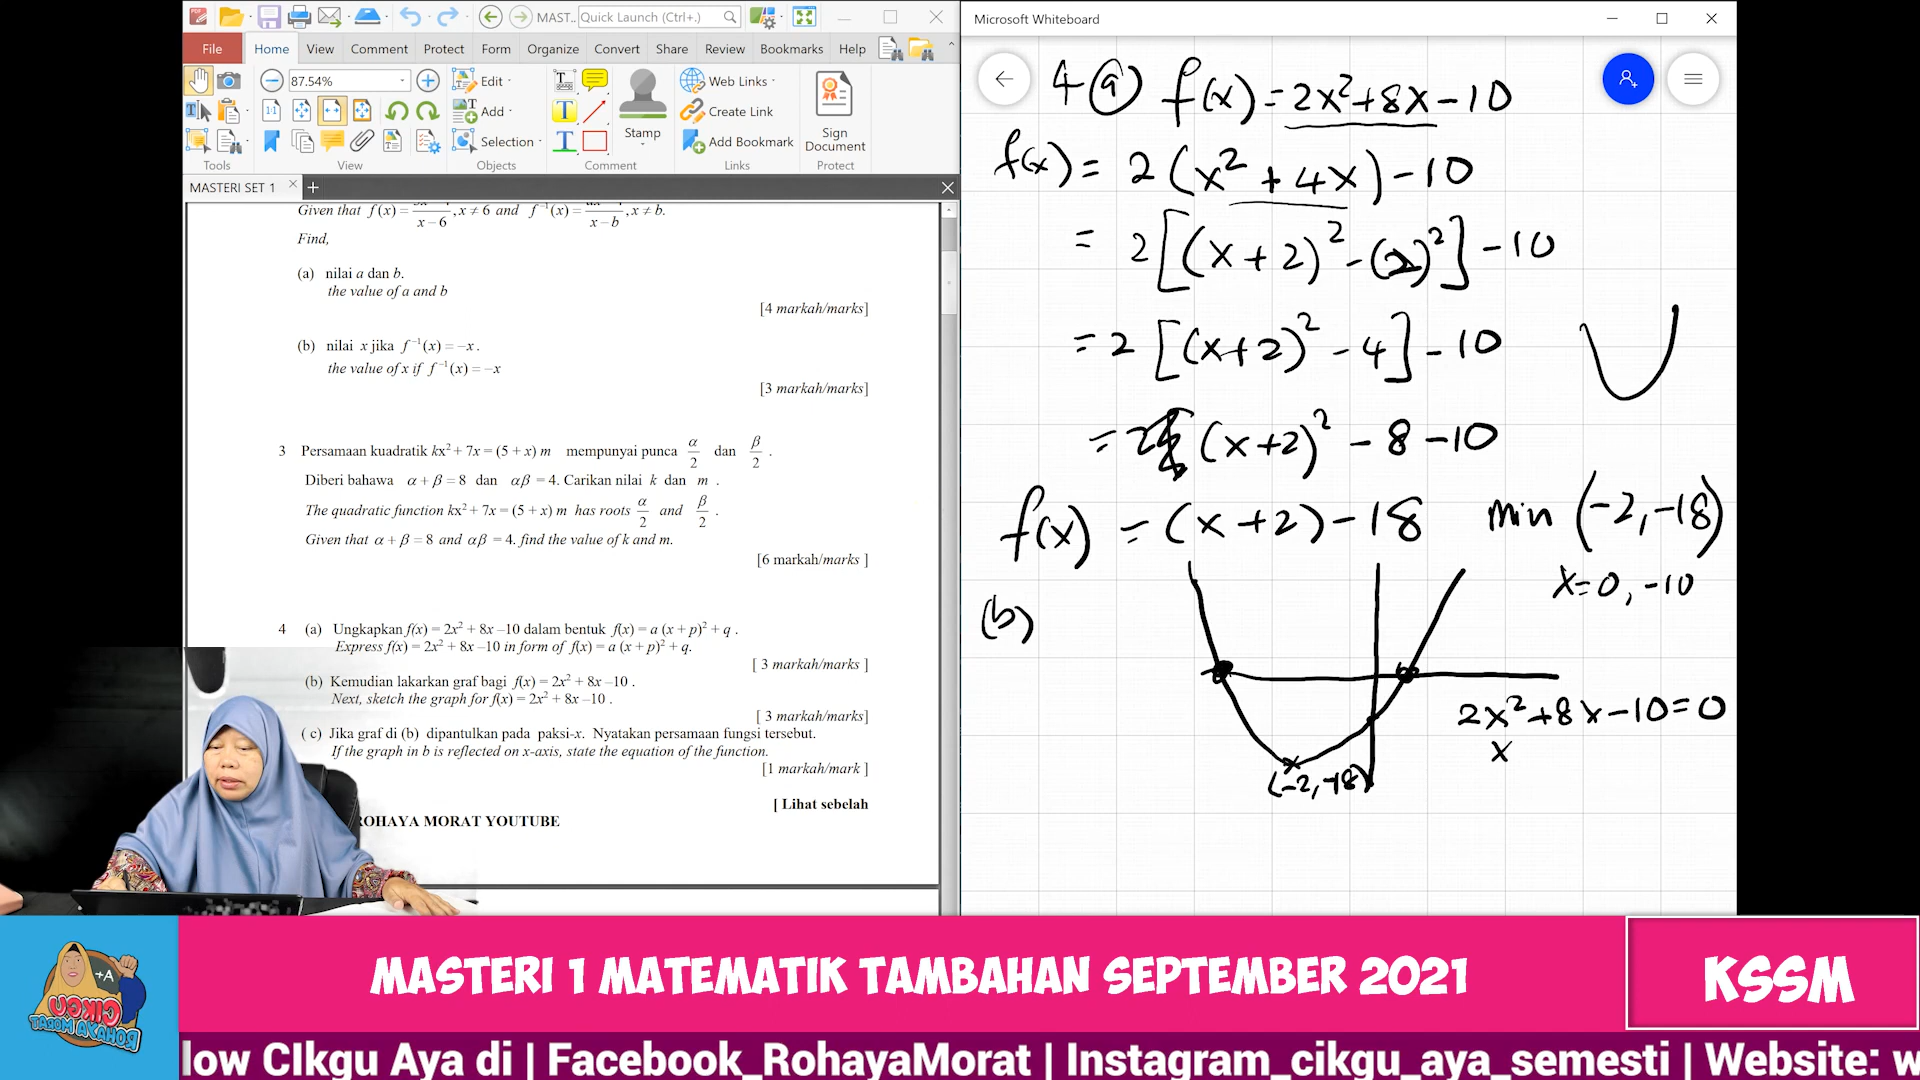 MAST..
Quick Launch (Ctrl+.)
File Home View Comment Protect Form Organize Convert Share Review Bookmarks Help
87.54%
Edit
Add
Selection
Stamp
Web Links
Create Link
Add Bookmark
Sign Document
Tools View Objects Comment Links Protect
MASTERI SET 1
Given that f(x) = x – 6 , x ≠ 6 and f⁻¹(x) = x – b , x ≠ b.
Find,
(a) nilai a dan b.
the value of a and b
[4 markah/marks]
(b) nilai x jika f⁻¹(x) = –x .
the value of x if f⁻¹(x) = –x
[3 markah/marks]
3 Persamaan kuadratik kx² + 7x = (5 + x) m mempunyai punca α/2 dan β/2 .
Diberi bahawa α + β = 8 dan αβ = 4. Carikan nilai k dan m .
The quadratic function kx² + 7x = (5 + x) m has roots α/2 and β/2 .
Given that α + β = 8 and αβ = 4. find the value of k and m.
[6 markah/marks ]
4 (a) Ungkapkan f(x) = 2x² + 8x –10 dalam bentuk f(x) = a (x + p)² + q .
Express f(x) = 2x² + 8x –10 in form of f(x) = a (x + p)² + q.
[ 3 markah/marks ]
(b) Kemudian lakarkan graf bagi f(x) = 2x² + 8x –10 .
Next, sketch the graph for f(x) = 2x² + 8x –10 .
[ 3 markah/marks]
( c) Jika graf di (b) dipantulkan pada paksi-x. Nyatakan persamaan fungsi tersebut.
If the graph in b is reflected on x-axis, state the equation of the function.
[1 markah/mark ]
[ Lihat sebelah
ROHAYA MORAT YOUTUBE
Microsoft Whiteboard
4 (a) f(x) = 2x² + 8x – 10
f(x) = 2 (x² + 4x) – 10
= 2 [(x + 2)² – (2)²] – 10
= 2 [(x + 2)² – 4] – 10
= 2 (x + 2)² – 8 – 10
f(x) = (x + 2) – 18 min (–2, –18)
x = 0, –10
(b)
2x² + 8x – 10 = 0
x
(–2, –18)
+A
CIKGU
ROHAYA MORAT
MASTERI 1 MATEMATIK TAMBAHAN SEPTEMBER 2021
KSSM
low CIkgu Aya di | Facebook_RohayaMorat | Instagram_cikgu_aya_semesti | Website: w